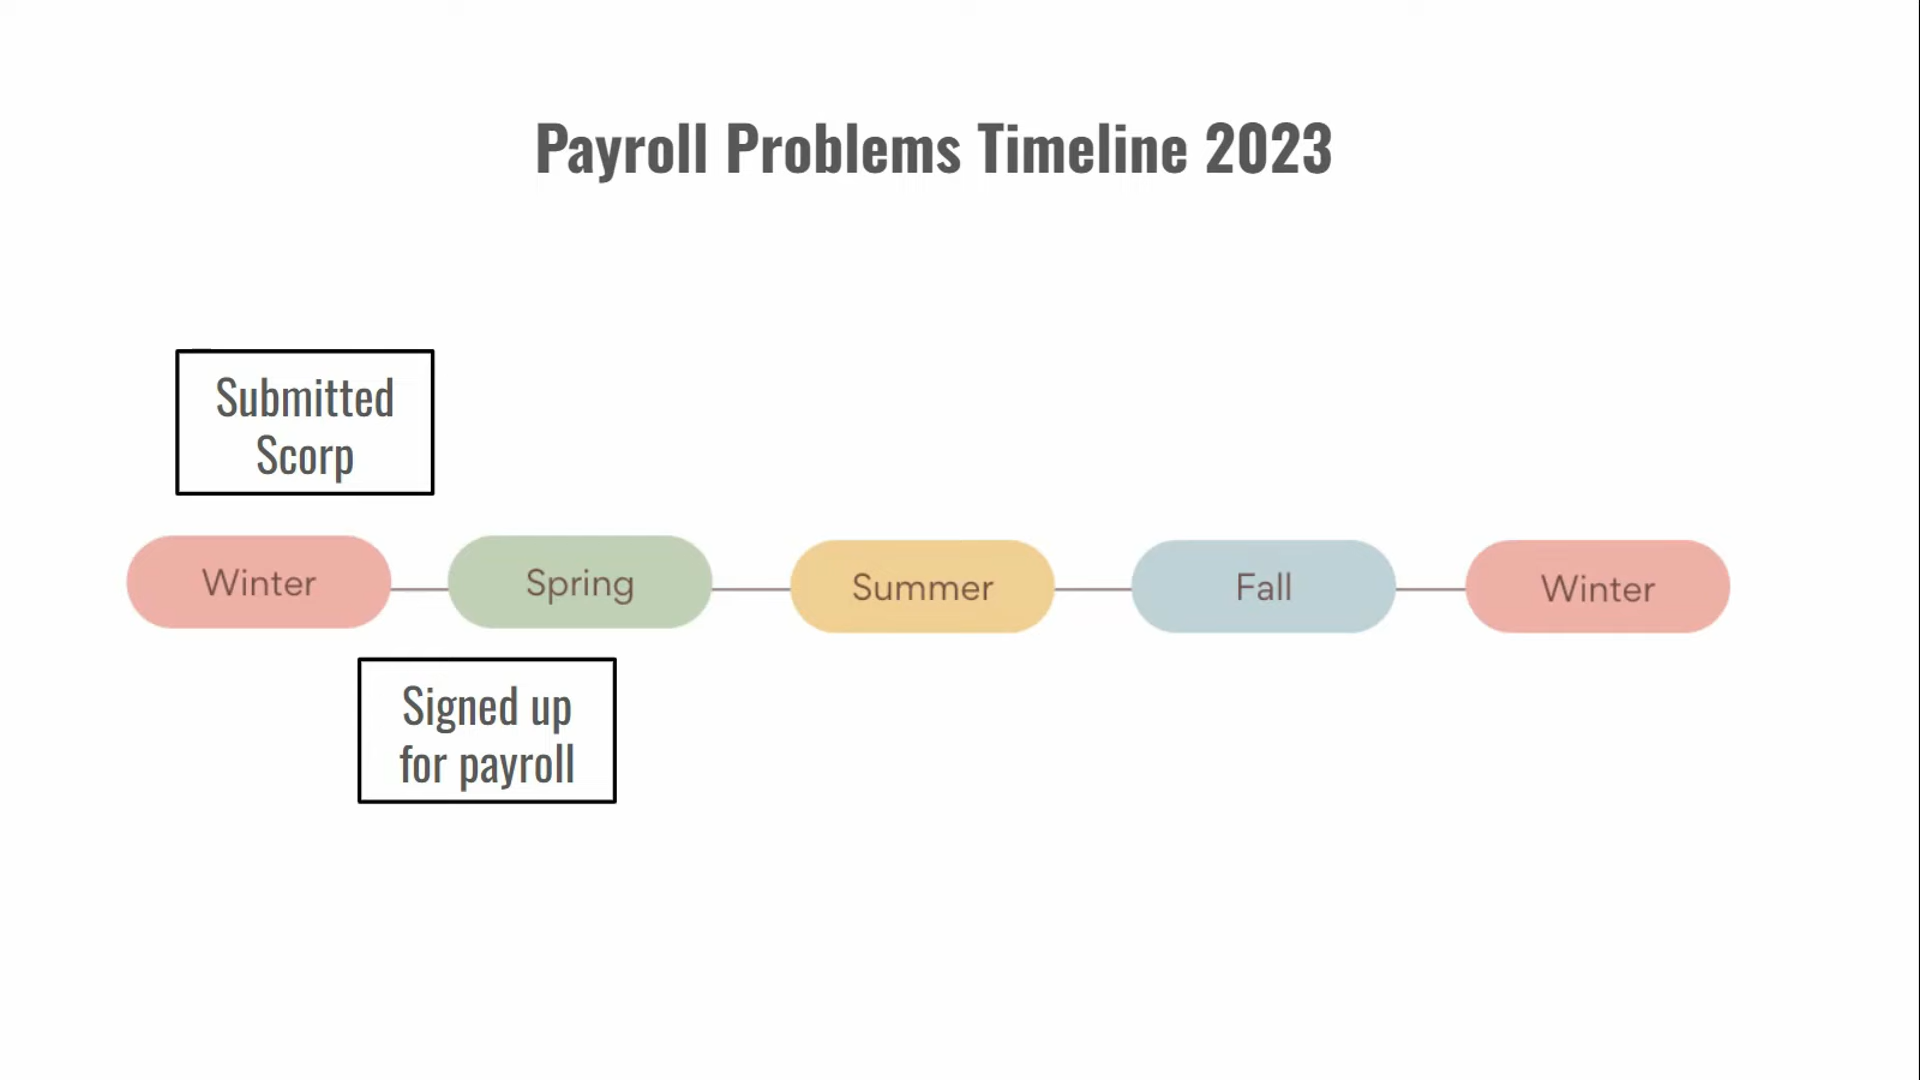 Payroll Problems Timeline 2023
Submitted
Scorp
Winter
Spring
Summer
Fall
Winter
Signed up
for payroll